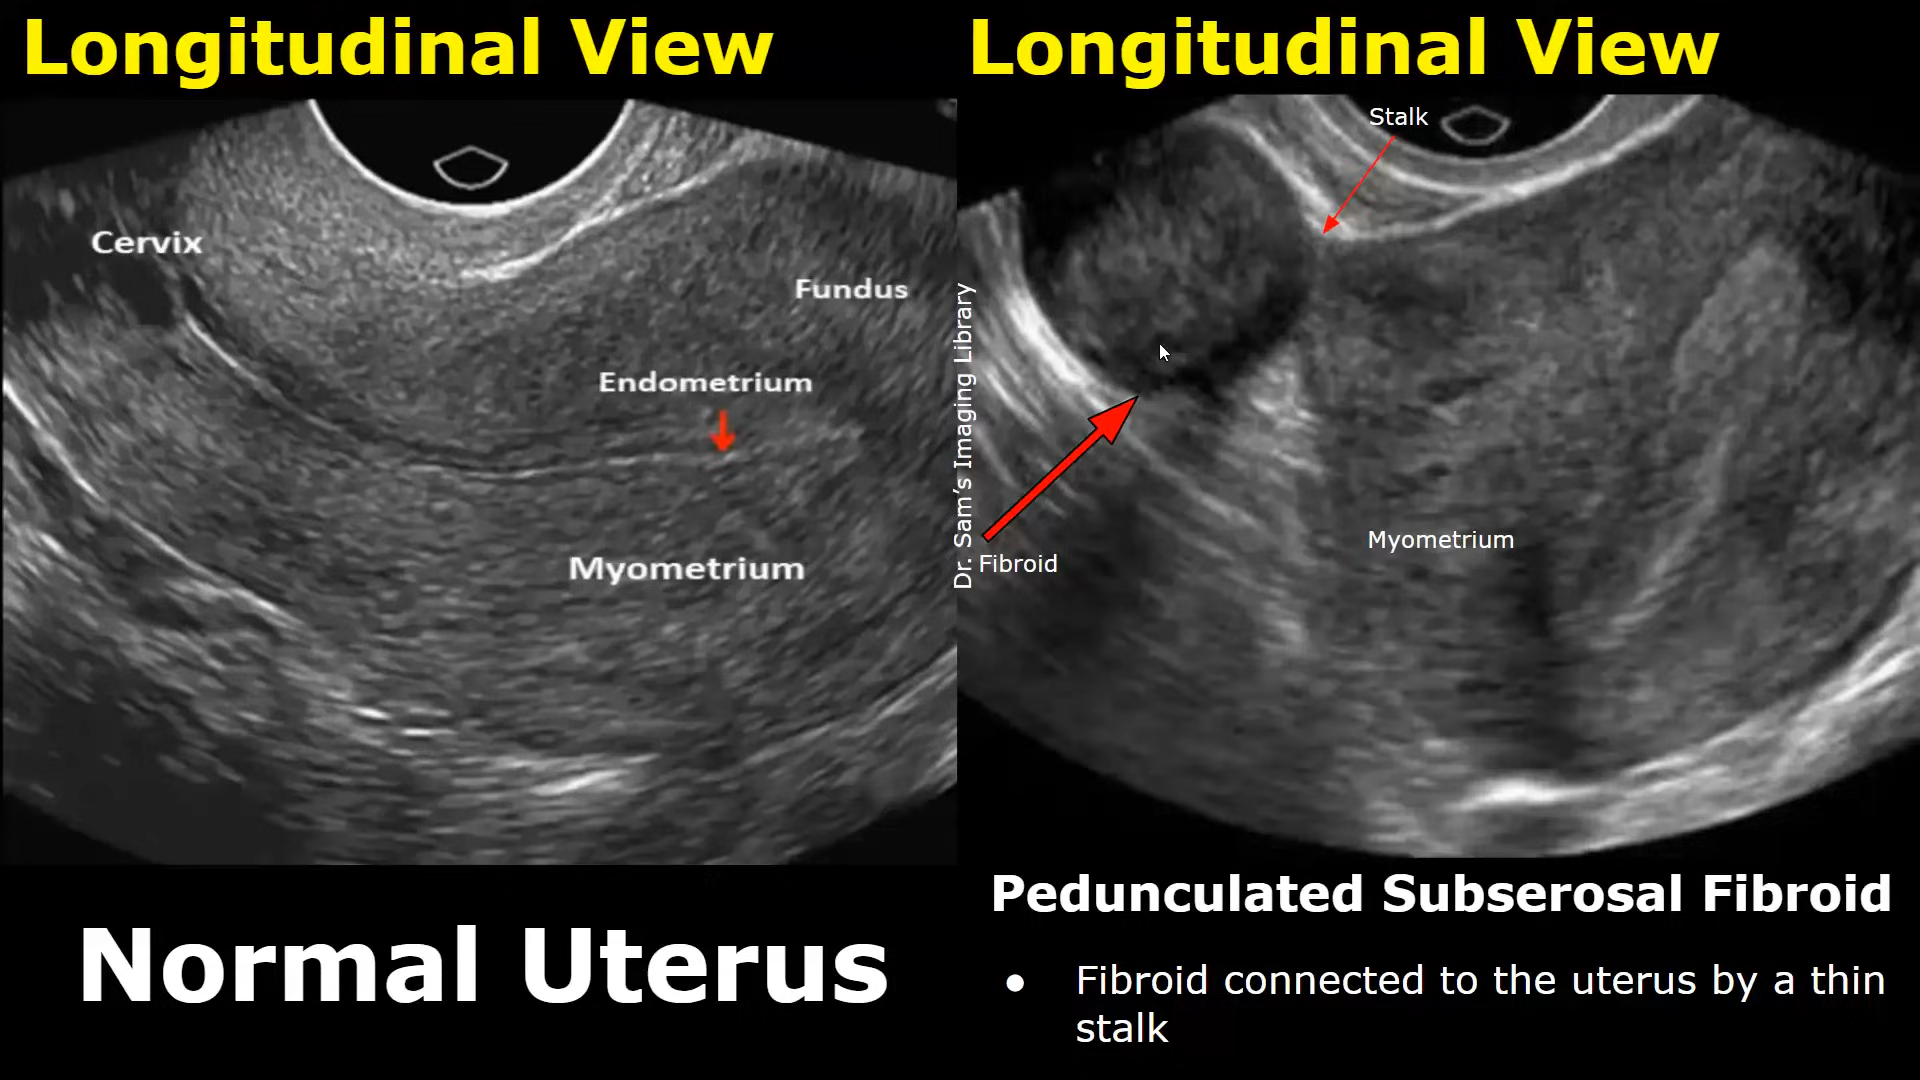 Longitudinal View
Cervix
Fundus
Endometrium
Myometrium
Normal Uterus
Longitudinal View
Stalk
Dr. Sam’s Imaging Library
Myometrium
Fibroid
Pedunculated Subserosal Fibroid
● Fibroid connected to the uterus by a thin
stalk